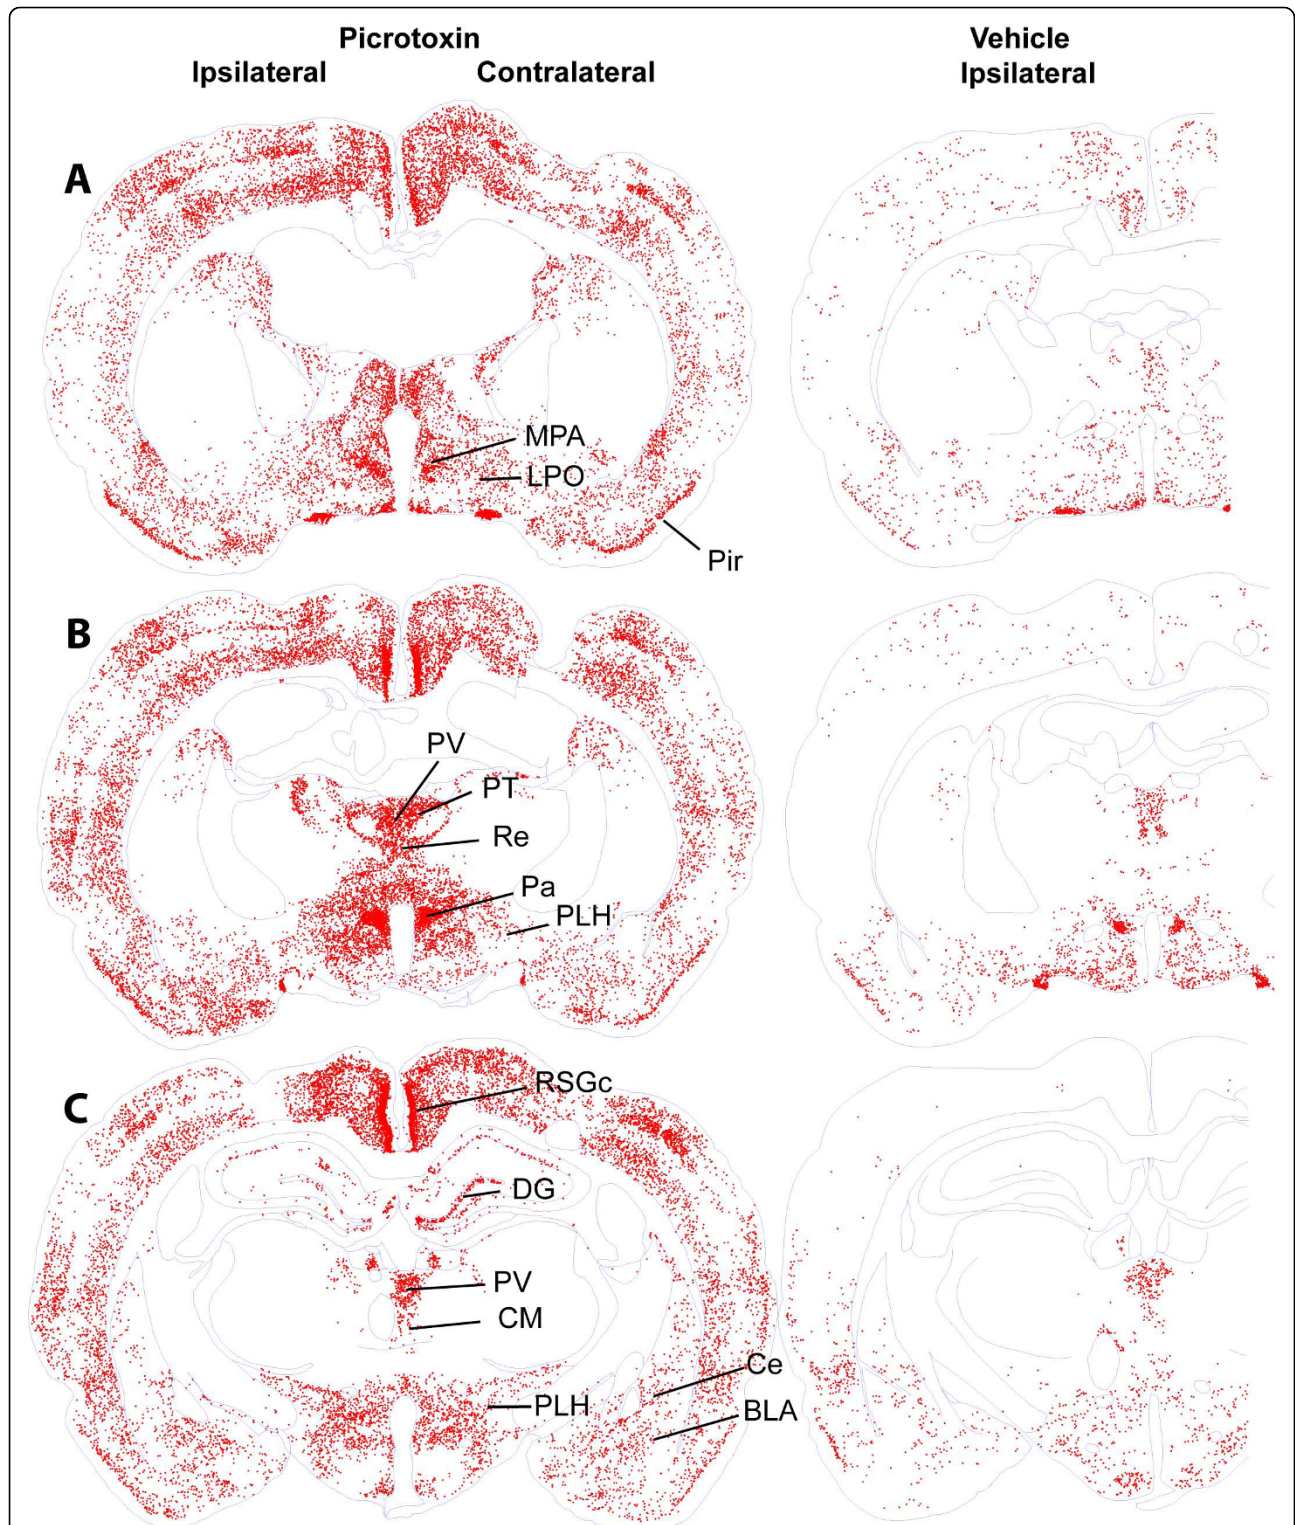 Picrotoxin
Vehicle
Ipsilateral
Contralateral
Ipsilateral
A
MPA
LPO
Pir
B
PV
PT
Re
Pa
PLH
C
RSGc
DG
PV
CM
Ce
PLH
BLA